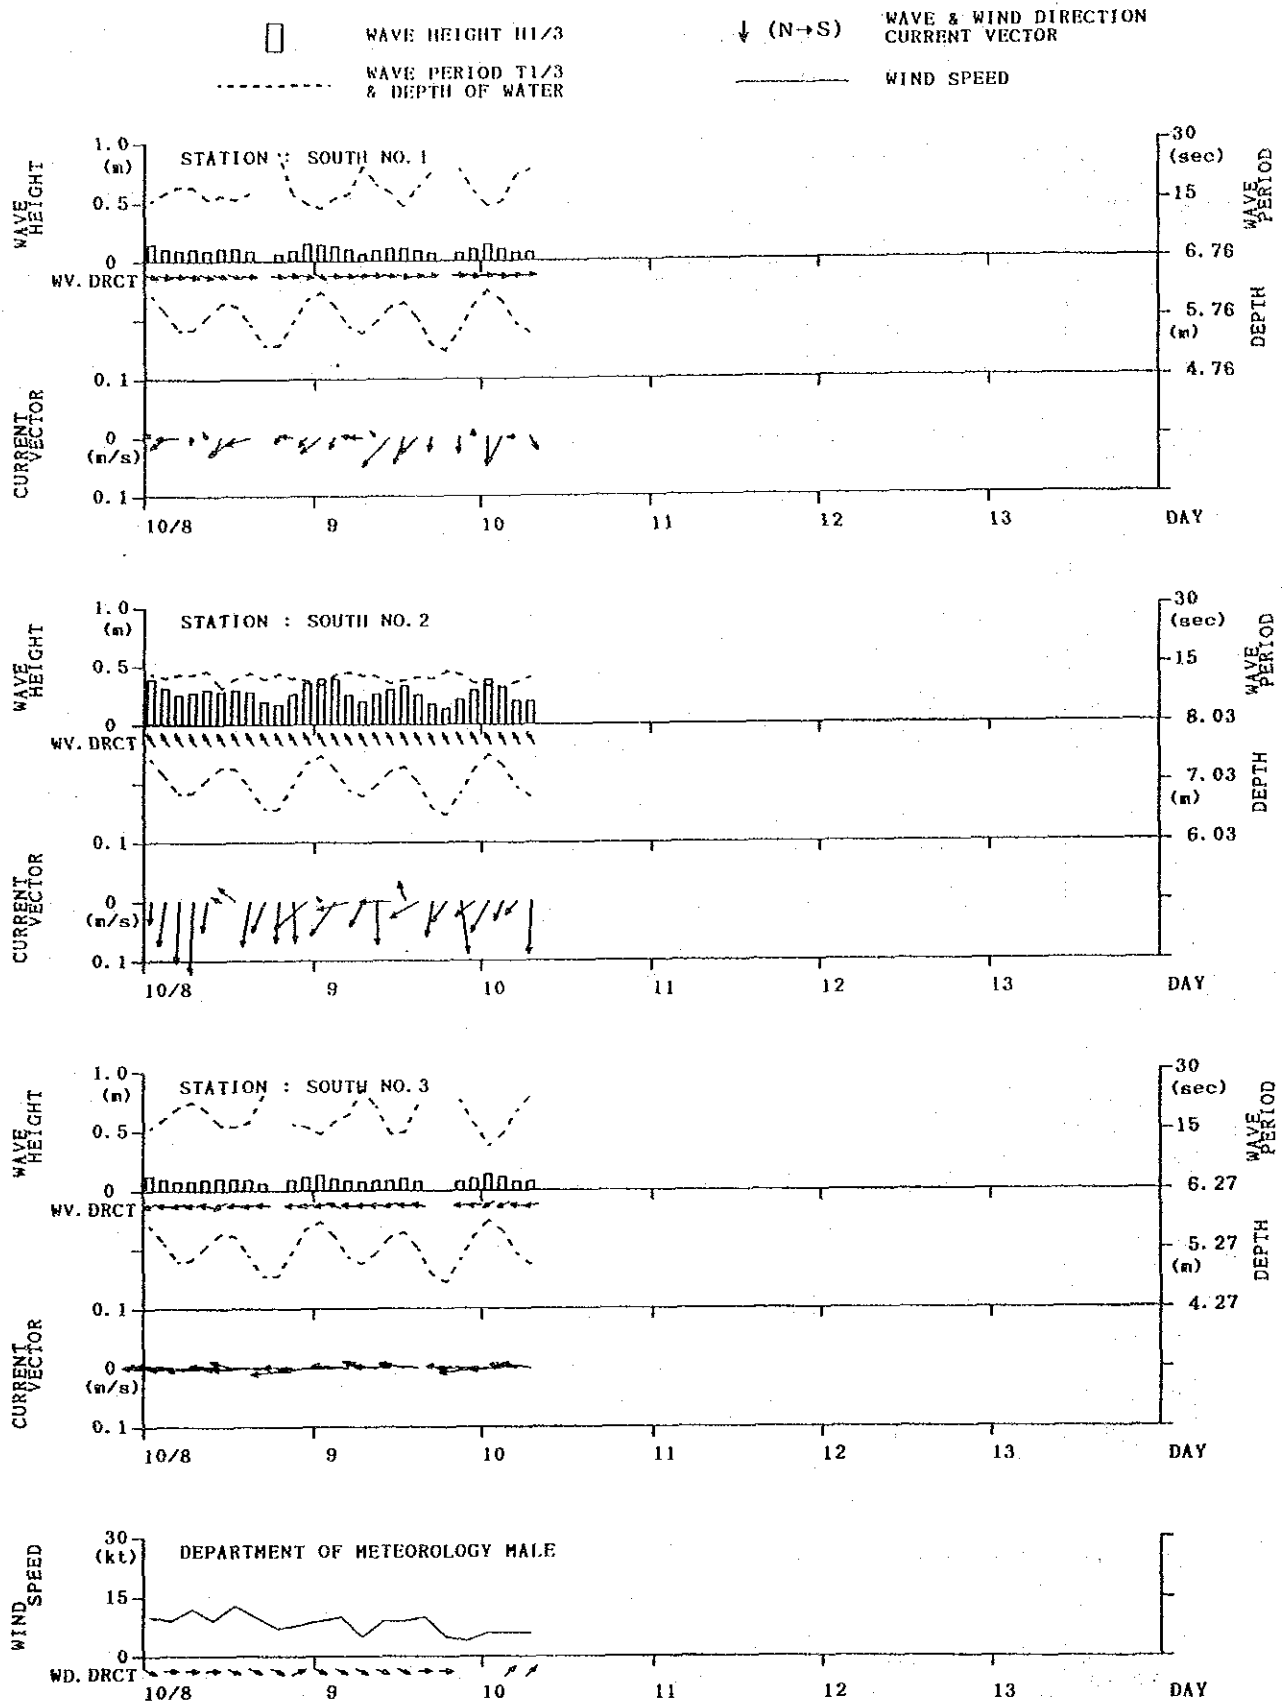 WAVE HEIGHT H1/3
(N→S) WAVE & WIND DIRECTION
CURRENT VECTOR
WAVE PERIOD T1/3
& DEPTH OF WATER
WIND SPEED
STATION : SOUTH NO. 1
WAVE HEIGHT
1.0
(m)
0.5
0
WV. DRCT
30
(sec)
15
WAVE PERIOD
6.76
5.76
(m)
4.76
DEPTH
CURRENT VECTOR
0.1
0
(m/s)
0.1
10/8 9 10 11 12 13 DAY
STATION : SOUTH NO. 2
WAVE HEIGHT
1.0
(m)
0.5
0
WV. DRCT
30
(sec)
15
WAVE PERIOD
8.03
7.03
(m)
6.03
DEPTH
CURRENT VECTOR
0.1
0
(m/s)
0.1
10/8 9 10 11 12 13 DAY
STATION : SOUTH NO. 3
WAVE HEIGHT
1.0
(m)
0.5
0
WV. DRCT
30
(sec)
15
WAVE PERIOD
6.27
5.27
(m)
4.27
DEPTH
CURRENT VECTOR
0.1
0
(m/s)
0.1
10/8 9 10 11 12 13 DAY
DEPARTMENT OF METEOROLOGY MALE
WIND SPEED
30
(kt)
15
0
WD. DRCT
10/8 9 10 11 12 13 DAY